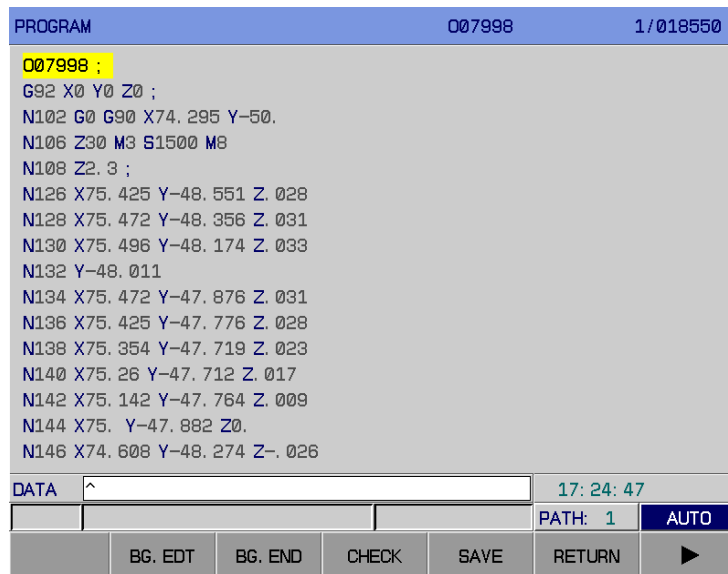 PROGRAM O07998 1/018550
O07998 ;
G92 X0 Y0 Z0 ;
N102 G0 G90 X74. 295 Y-50.
N106 Z30 M3 S1500 M8
N108 Z2. 3 ;
N126 X75. 425 Y-48. 551 Z. 028
N128 X75. 472 Y-48. 356 Z. 031
N130 X75. 496 Y-48. 174 Z. 033
N132 Y-48. 011
N134 X75. 472 Y-47. 876 Z. 031
N136 X75. 425 Y-47. 776 Z. 028
N138 X75. 354 Y-47. 719 Z. 023
N140 X75. 26 Y-47. 712 Z. 017
N142 X75. 142 Y-47. 764 Z. 009
N144 X75. Y-47. 882 Z0.
N146 X74. 608 Y-48. 274 Z-. 026
DATA ^ 17: 24: 47
PATH: 1 AUTO
BG. EDT BG. END CHECK SAVE RETURN ▶